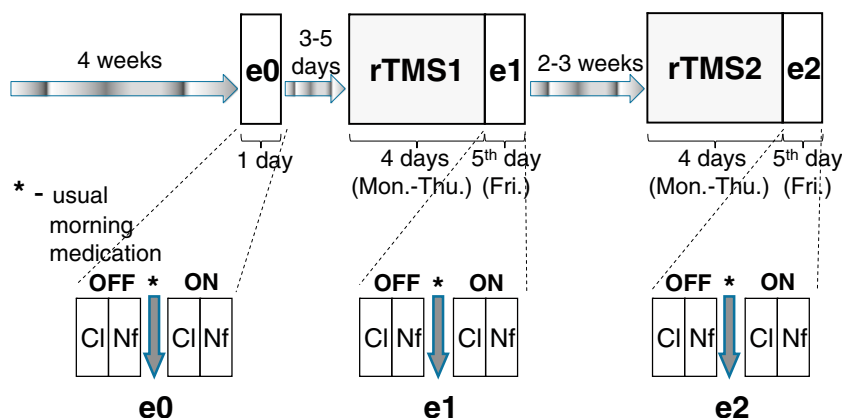 4 weeks
e0
3-5
days
rTMS1
e1
2-3 weeks
rTMS2
e2
1 day
4 days
(Mon.-Thu.)
5th day
(Fri.)
4 days
(Mon.-Thu.)
5th day
(Fri.)
* - usual
morning
medication
OFF * ON
Cl Nf Cl Nf
e0
OFF * ON
Cl Nf Cl Nf
e1
OFF * ON
Cl Nf Cl Nf
e2